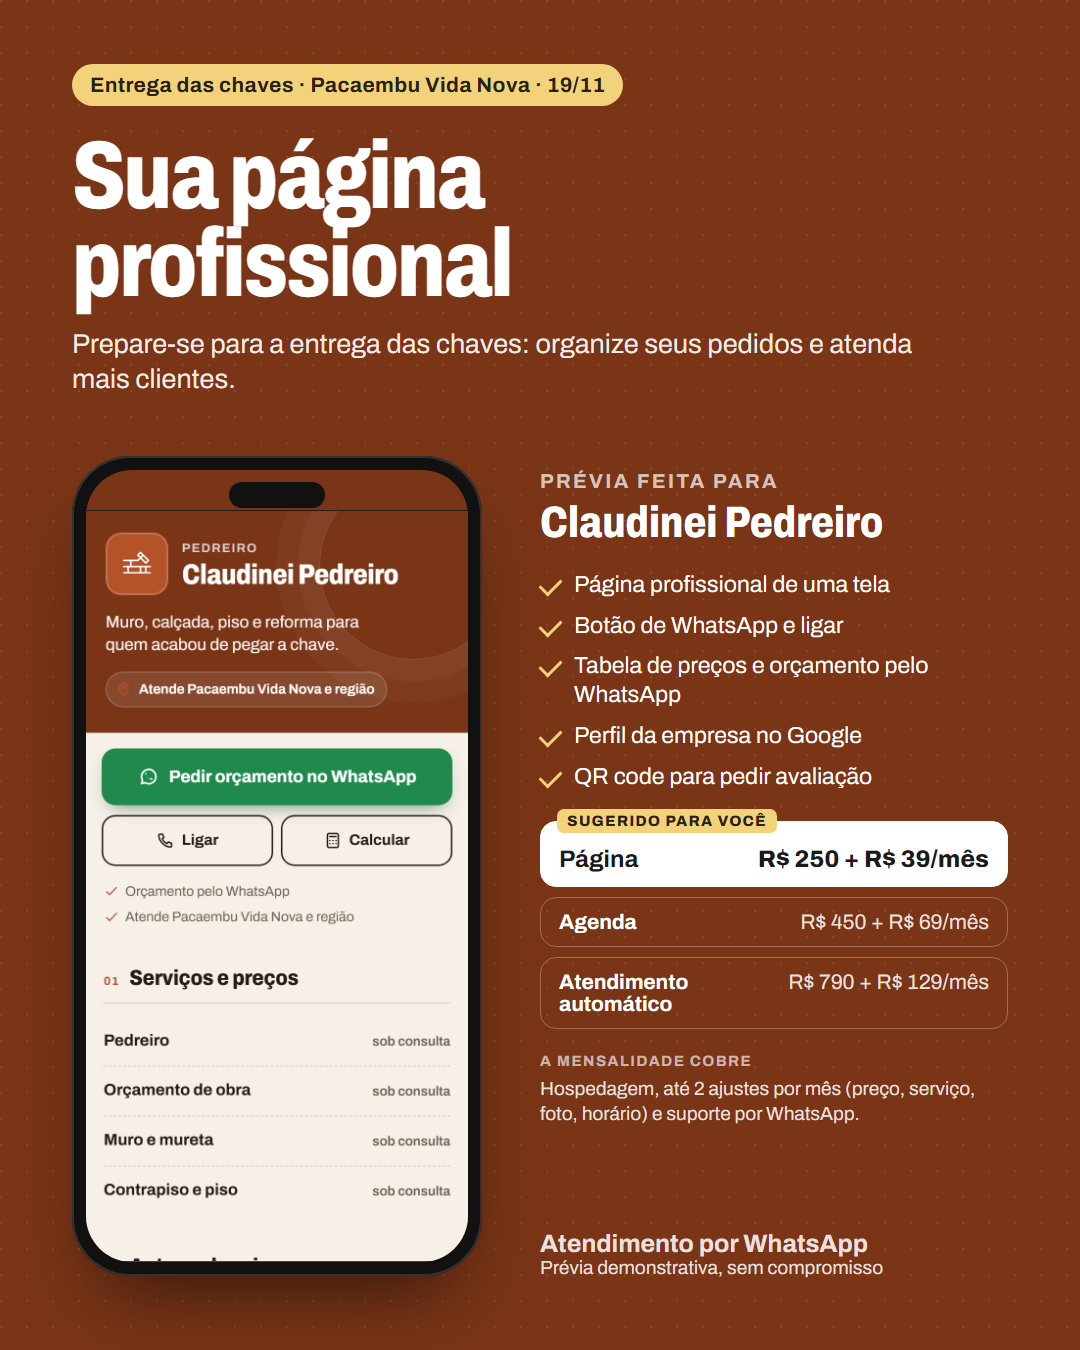 Entrega das chaves · Pacaembu Vida Nova · 19/11
Sua página
profissional
Prepare-se para a entrega das chaves: organize seus pedidos e atenda
mais clientes.
PEDREIRO
Claudinei Pedreiro
Muro, calçada, piso e reforma para
quem acabou de pegar a chave.
Atende Pacaembu Vida Nova e região
Pedir orçamento no WhatsApp
Ligar
Calcular
Orçamento pelo WhatsApp
Atende Pacaembu Vida Nova e região
01 Serviços e preços
Pedreiro sob consulta
Orçamento de obra sob consulta
Muro e mureta sob consulta
Contrapiso e piso sob consulta
PRÉVIA FEITA PARA
Claudinei Pedreiro
Página profissional de uma tela
Botão de WhatsApp e ligar
Tabela de preços e orçamento pelo
WhatsApp
Perfil da empresa no Google
QR code para pedir avaliação
SUGERIDO PARA VOCÊ
Página R$ 250 + R$ 39/mês
Agenda R$ 450 + R$ 69/mês
Atendimento R$ 790 + R$ 129/mês
automático
A MENSALIDADE COBRE
Hospedagem, até 2 ajustes por mês (preço, serviço,
foto, horário) e suporte por WhatsApp.
Atendimento por WhatsApp
Prévia demonstrativa, sem compromisso